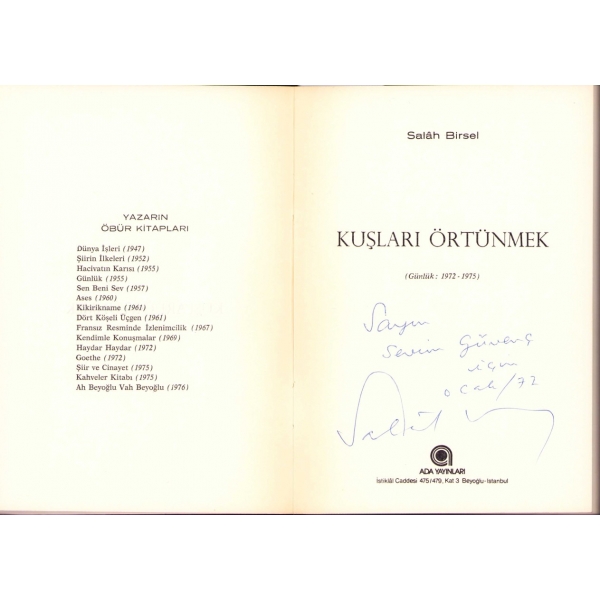 YAZARIN
ÖBÜR KİTAPLARI
Dünya İşleri (1947)
Şiirin İlkeleri (1952)
Hacivatın Karısı (1955)
Günlük (1955)
Sen Beni Sev (1957)
Ases (1960)
Kikirikname (1961)
Dört Köşeli Üçgen (1961)
Fransız Resminde İzlenimcilik (1967)
Kendimle Konuşmalar (1969)
Haydar Haydar (1972)
Goethe (1972)
Şiir ve Cinayet (1975)
Kahveler Kitabı (1975)
Ah Beyoğlu Vah Beyoğlu (1976)
Salâh Birsel
KUŞLARI ÖRTÜNMEK
(Günlük: 1972-1975)
Sayın
Sevim Güvenç
için
ocak/72
Salâh
ADA YAYINLARI
İstiklâl Caddesi 475/479, Kat 3 Beyoğlu-İstanbul